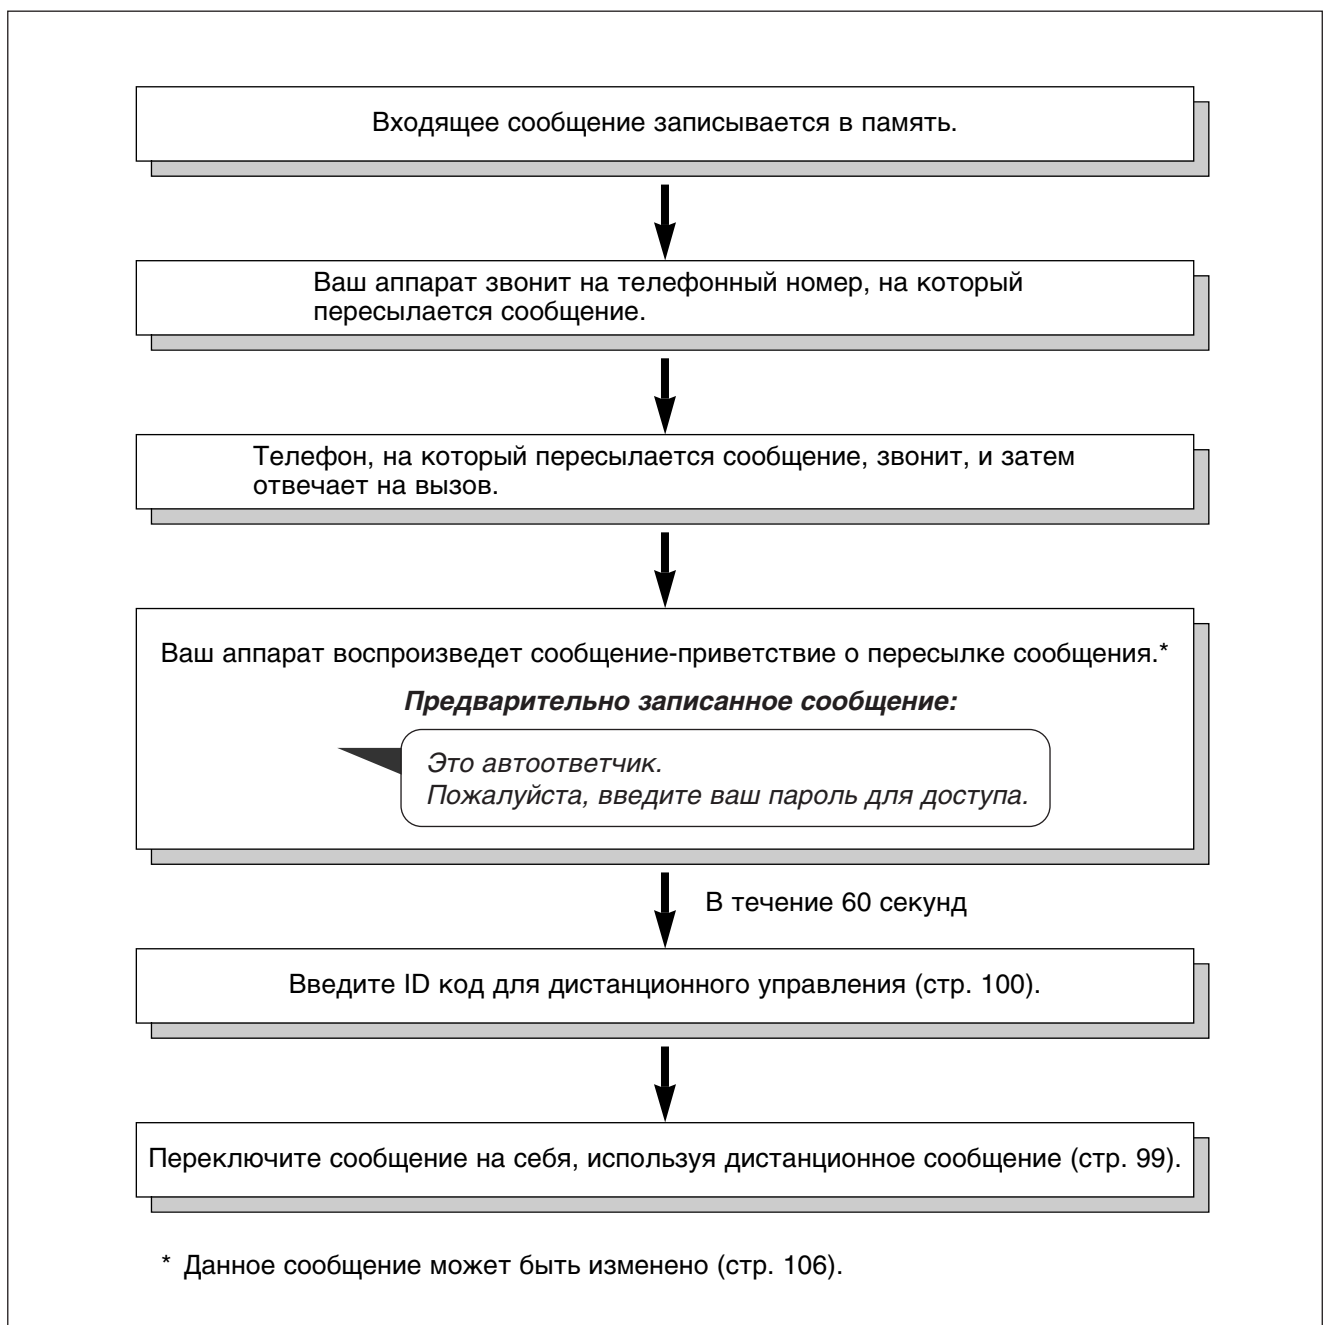 Входящее сообщение записывается в память.
Ваш аппарат звонит на телефонный номер, на который
пересылается сообщение.
Телефон, на который пересылается сообщение, звонит, и затем
отвечает на вызов.
Ваш аппарат воспроизведет сообщение-приветствие о пересылке сообщения.*
Предварительно записанное сообщение:
Это автоответчик.
Пожалуйста, введите ваш пароль для доступа.
В течение 60 секунд
Введите ID код для дистанционного управления (стр. 100).
Переключите сообщение на себя, используя дистанционное сообщение (стр. 99).
* Данное сообщение может быть изменено (стр. 106).